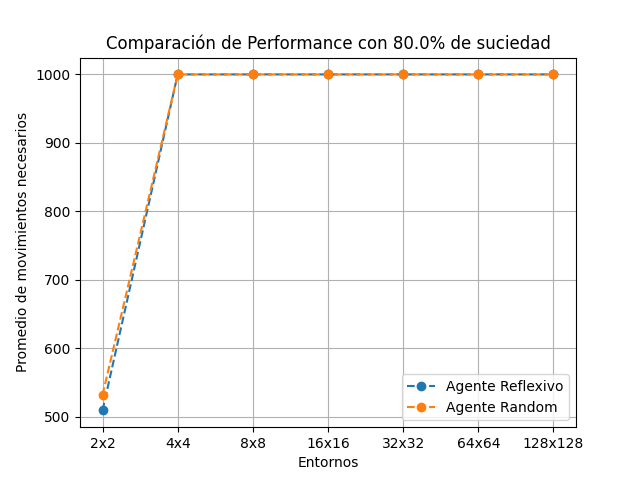 Comparación de Performance con 80.0% de suciedad
Promedio de movimientos necesarios
1000
900
800
700
600
500
2x2 4x4 8x8 16x16 32x32 64x64 128x128
Entornos
Agente Reflexivo
Agente Random